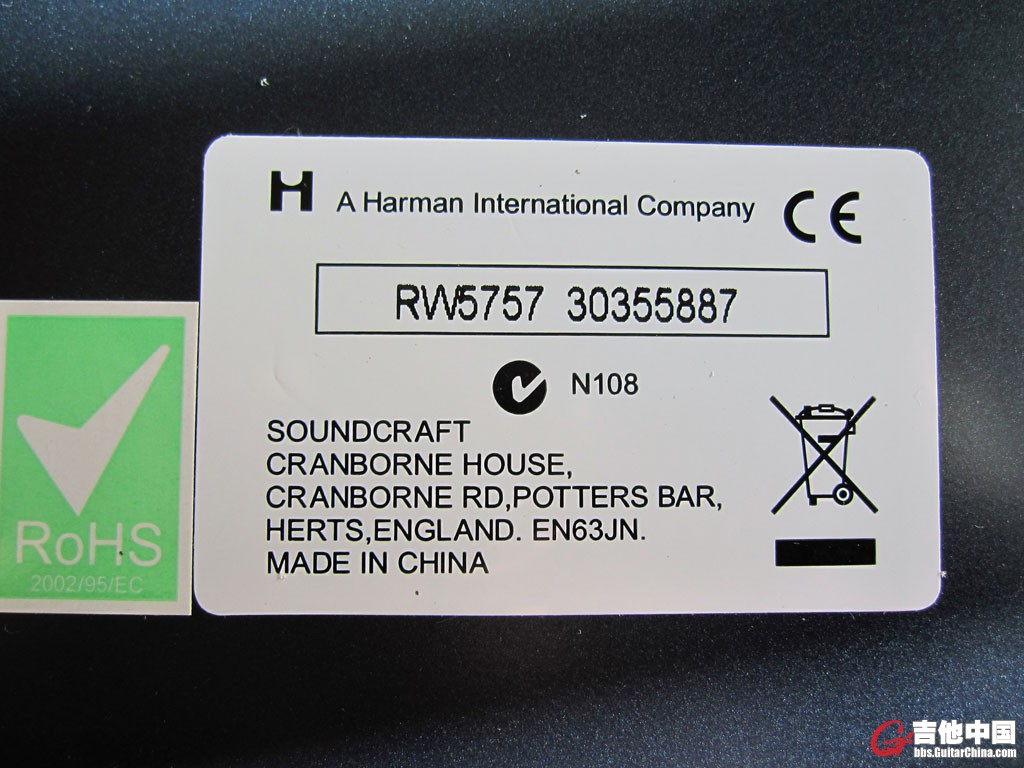 H A Harman International Company CE
RW5757 30355887
N108
SOUNDCRAFT
CRANBORNE HOUSE,
CRANBORNE RD,POTTERS BAR,
HERTS,ENGLAND. EN63JN.
MADE IN CHINA
RoHS
2002/95/EC
吉他中国
bbs.GuitarChina.com